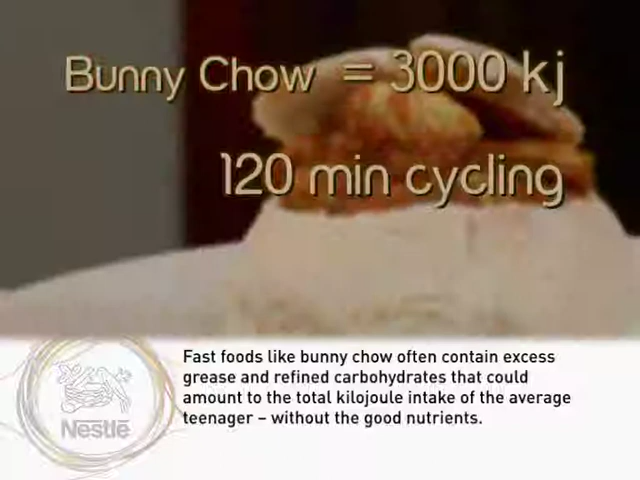 Bunny Chow = 3000 kj
120 min cycling
Fast foods like bunny chow often contain excess
grease and refined carbohydrates that could
amount to the total kilojoule intake of the average
teenager – without the good nutrients.
Nestlé